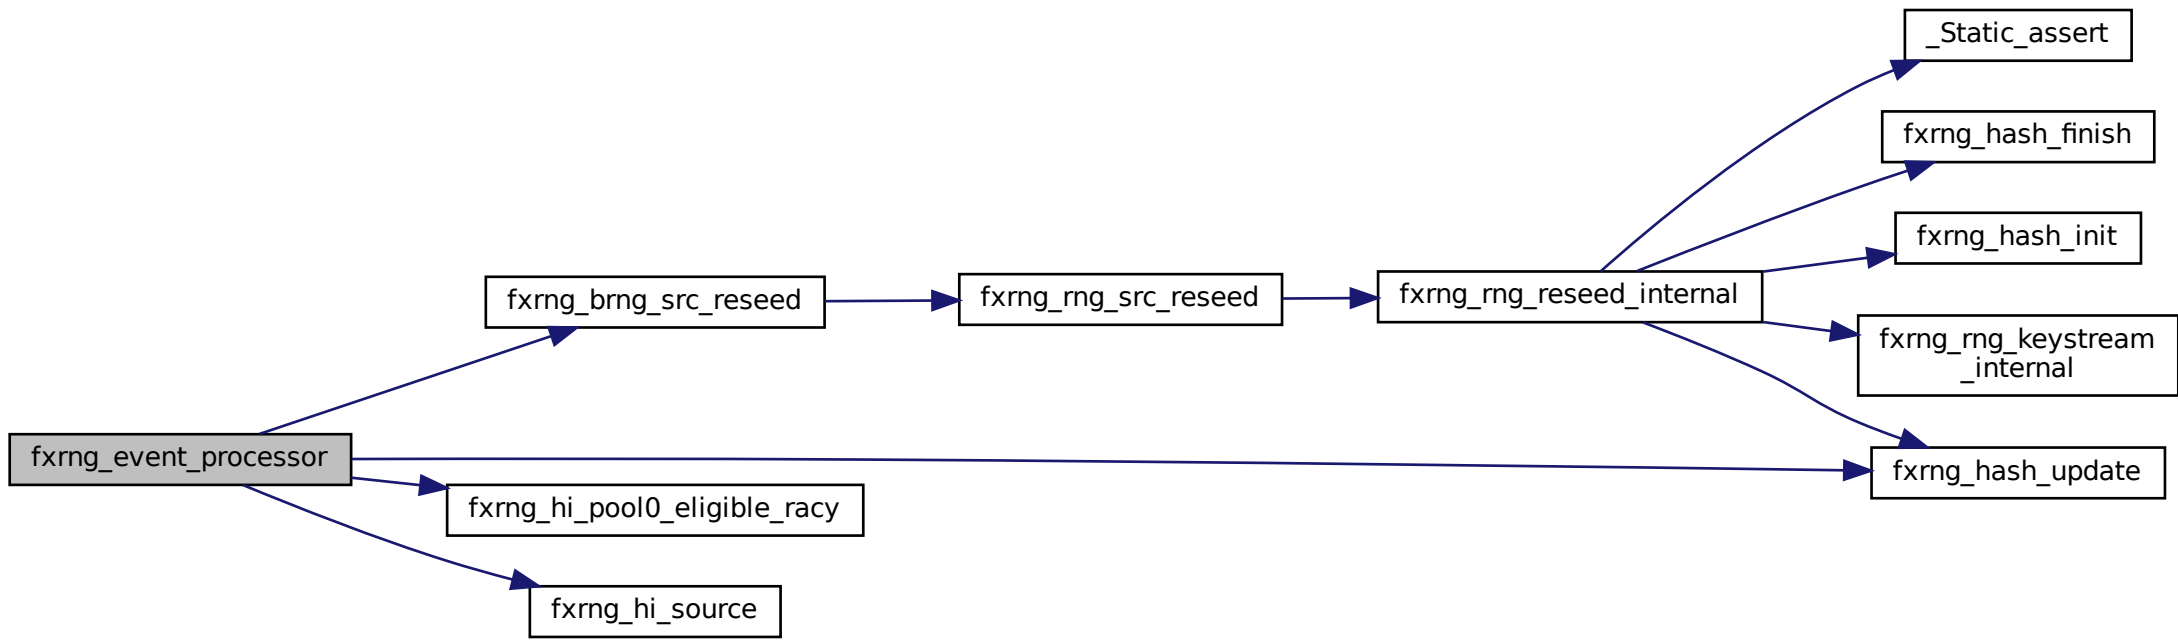 _Static_assert
fxrng_hash_finish
fxrng_hash_init
fxrng_brng_src_reseed
fxrng_rng_src_reseed
fxrng_rng_reseed_internal
fxrng_rng_keystream
_internal
fxrng_event_processor
fxrng_hash_update
fxrng_hi_pool0_eligible_racy
fxrng_hi_source